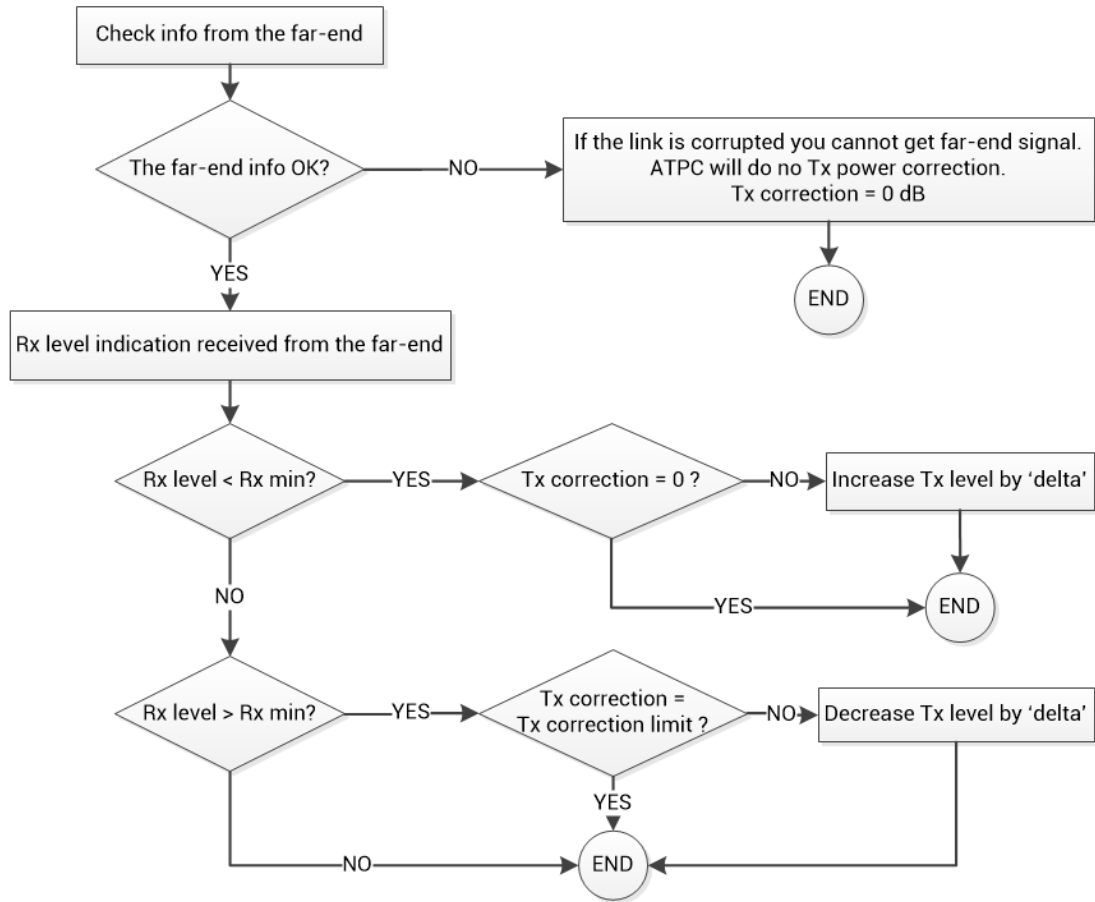 Check info from the far-end
The far-end info OK?
NO
If the link is corrupted you cannot get far-end signal.
ATPC will do no Tx power correction.
Tx correction = 0 dB
END
YES
Rx level indication received from the far-end
Rx level < Rx min?
YES
Tx correction = 0 ?
NO
Increase Tx level by ‘delta’
YES
END
NO
Rx level > Rx min?
YES
Tx correction =
Tx correction limit ?
NO
Decrease Tx level by ‘delta’
YES
NO
END